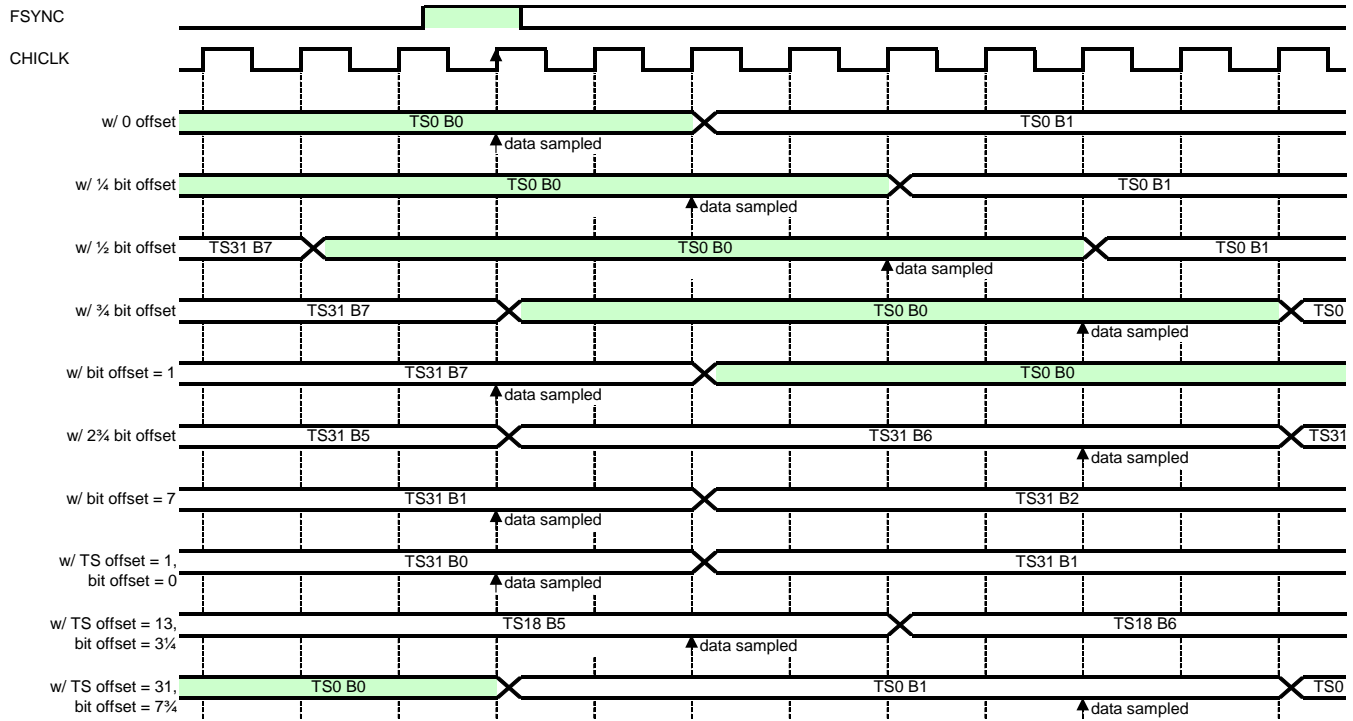 FSYNC
CHICLK
w/ 0 offset
TS0 B0
TS0 B1
data sampled
w/ ¼ bit offset
TS0 B0
TS0 B1
data sampled
w/ ½ bit offset
TS31 B7
TS0 B0
TS0 B1
data sampled
w/ ¾ bit offset
TS31 B7
TS0 B0
TS0
data sampled
w/ bit offset = 1
TS31 B7
TS0 B0
data sampled
w/ 2¾ bit offset
TS31 B5
TS31 B6
TS31
data sampled
w/ bit offset = 7
TS31 B1
TS31 B2
data sampled
w/ TS offset = 1,
bit offset = 0
TS31 B0
TS31 B1
data sampled
w/ TS offset = 13,
bit offset = 3¼
TS18 B5
TS18 B6
data sampled
w/ TS offset = 31,
bit offset = 7¾
TS0 B0
TS0 B1
TS0
data sampled